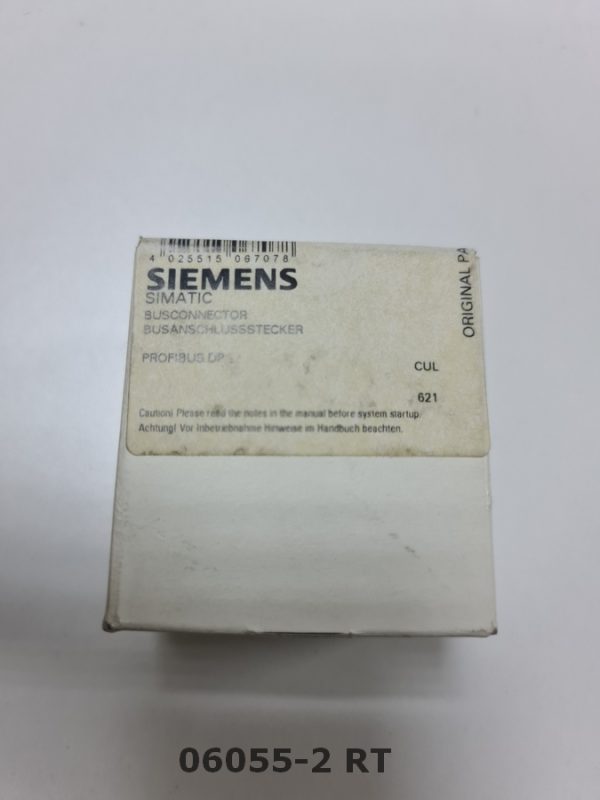 4 025515 067078
SIEMENS
SIMATIC
BUSCONNECTOR
BUSANSCHLUSSSTECKER
PROFIBUS DP
CUL
621
Caution! Please read the notes in the manual before system startup.
Achtung! Vor Inbetriebnahme Hinweise im Handbuch beachten.
ORIGINAL PA
06055-2 RT